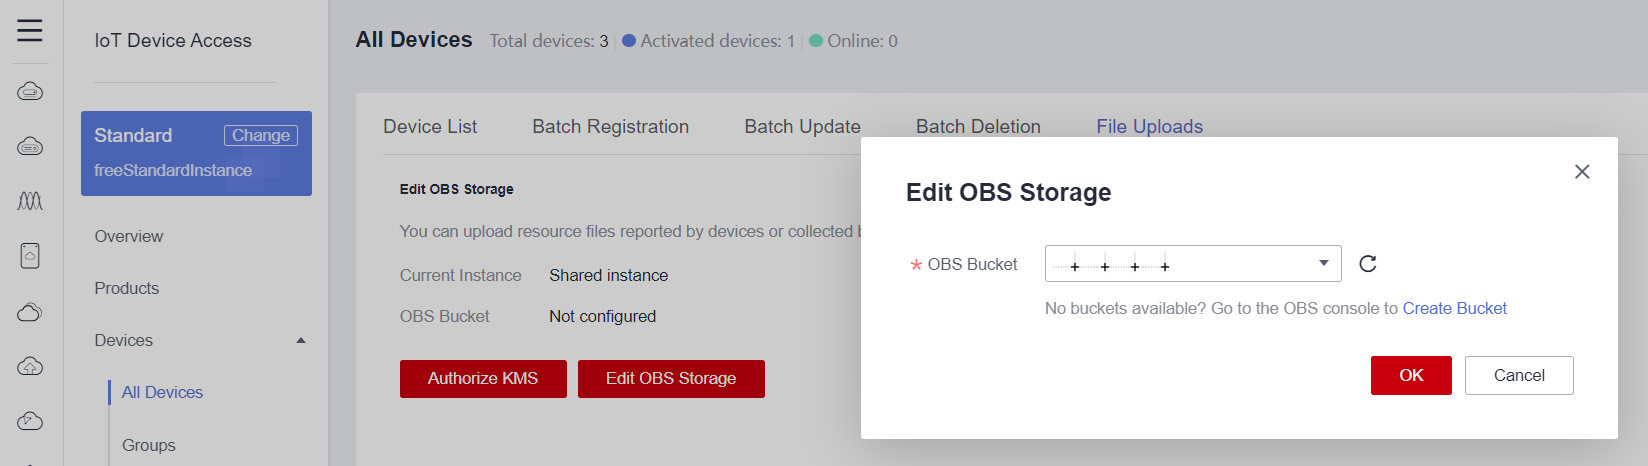 IoT Device Access
Standard
Change
freeStandardInstance
Overview
Products
Devices
All Devices
Groups
All Devices Total devices: 3 Activated devices: 1 Online: 0
Device List Batch Registration Batch Update Batch Deletion File Uploads
Edit OBS Storage
You can upload resource files reported by devices or collected
Current Instance Shared instance
OBS Bucket Not configured
Authorize KMS Edit OBS Storage
Edit OBS Storage
* OBS Bucket
No buckets available? Go to the OBS console to Create Bucket
OK Cancel